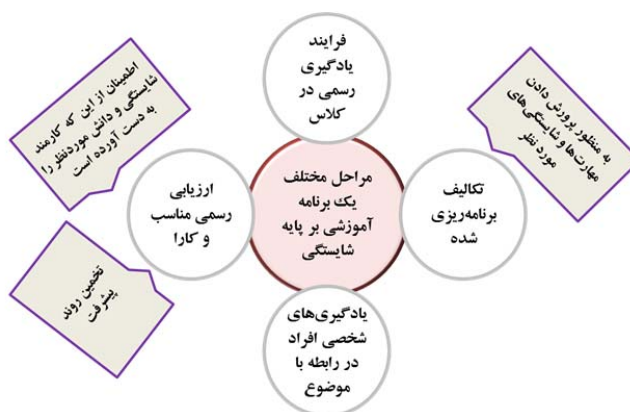 فرایند
یادگیری
رسمی در
کلاس
اطمینان از این که کارمند
شایستگی و دانش موردنظر را
به دست آورده است
به منظور پرورش دادن
مهارت‌ها و شایستگی‌های
مورد نظر
مراحل مختلف
یک برنامه
آموزشی بر پایه
شایستگی
تکالیف
برنامه‌ریزی
شده
ارزیابی
رسمی مناسب
و کارا
تخمین روند
پیشرفت
یادگیری‌های
شخصی افراد
در رابطه با
موضوع